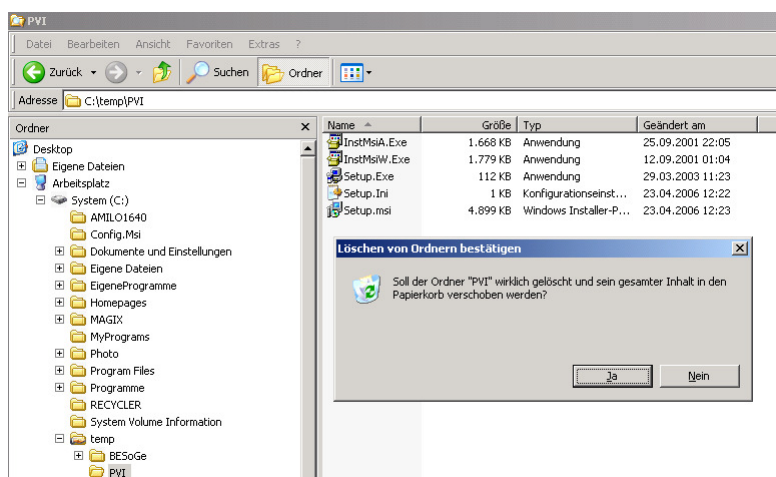 PVI
Datei Bearbeiten Ansicht Favoriten Extras ?
Zurück Suchen Ordner
Adresse C:\temp\PVI
Ordner
Desktop
Eigene Dateien
Arbeitsplatz
System (C:)
AMILO1640
Config.Msi
Dokumente und Einstellungen
Eigene Dateien
EigeneProgramme
Homepages
MAGIX
MyPrograms
Photo
Program Files
Programme
RECYCLER
System Volume Information
temp
BESoGe
PVI
Name Größe Typ Geändert am
InstMsiA.Exe 1.668 KB Anwendung 25.09.2001 22:05
InstMsiW.Exe 1.779 KB Anwendung 12.09.2001 01:04
Setup.Exe 112 KB Anwendung 29.03.2003 11:23
Setup.Ini 1 KB Konfigurationseinst... 23.04.2006 12:22
Setup.msi 4.899 KB Windows Installer-P... 23.04.2006 12:23
Löschen von Ordnern bestätigen
Soll der Ordner "PVI" wirklich gelöscht und sein gesamter Inhalt in den
Papierkorb verschoben werden?
Ja Nein